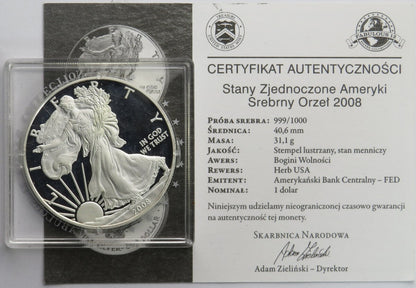 LIBERTY
IN GOD
WE TRUST
2008
CERTYFIKAT AUTENTYCZNOŚCI
Stany Zjednoczone Ameryki
Srebrny Orzeł 2008
PRÓBA SREBRA: 999/1000
ŚREDNICA: 40,6 mm
MASA: 31,1 g
JAKOŚĆ: Stempel lustrzany, stan menniczy
AWERS: Bogini Wolności
REWERS: Herb USA
EMITENT: Amerykański Bank Centralny – FED
NOMINAŁ: 1 dolar
Niniejszym udzielamy nieograniczonej czasowo gwarancji
na autentyczność tej monety.
SKARBNICA NARODOWA
Adam Zieliński
Adam Zieliński – Dyrektor